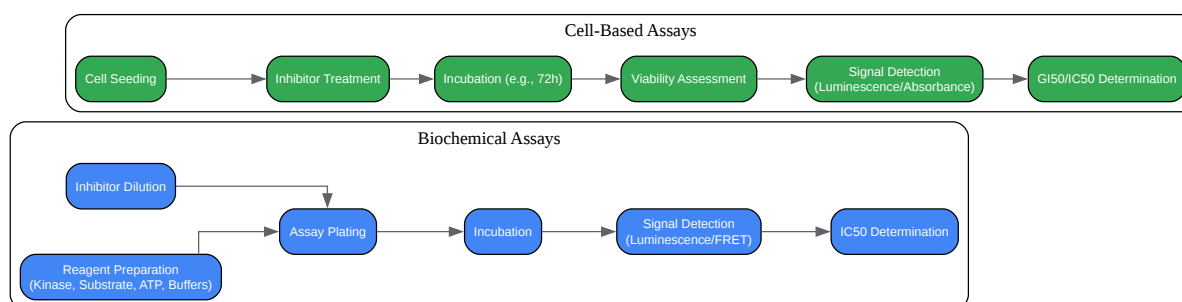 Cell-Based Assays
Cell Seeding
Inhibitor Treatment
Incubation (e.g., 72h)
Viability Assessment
Signal Detection
(Luminescence/Absorbance)
GI50/IC50 Determination
Biochemical Assays
Inhibitor Dilution
Reagent Preparation
(Kinase, Substrate, ATP, Buffers)
Assay Plating
Incubation
Signal Detection
(Luminescence/FRET)
IC50 Determination